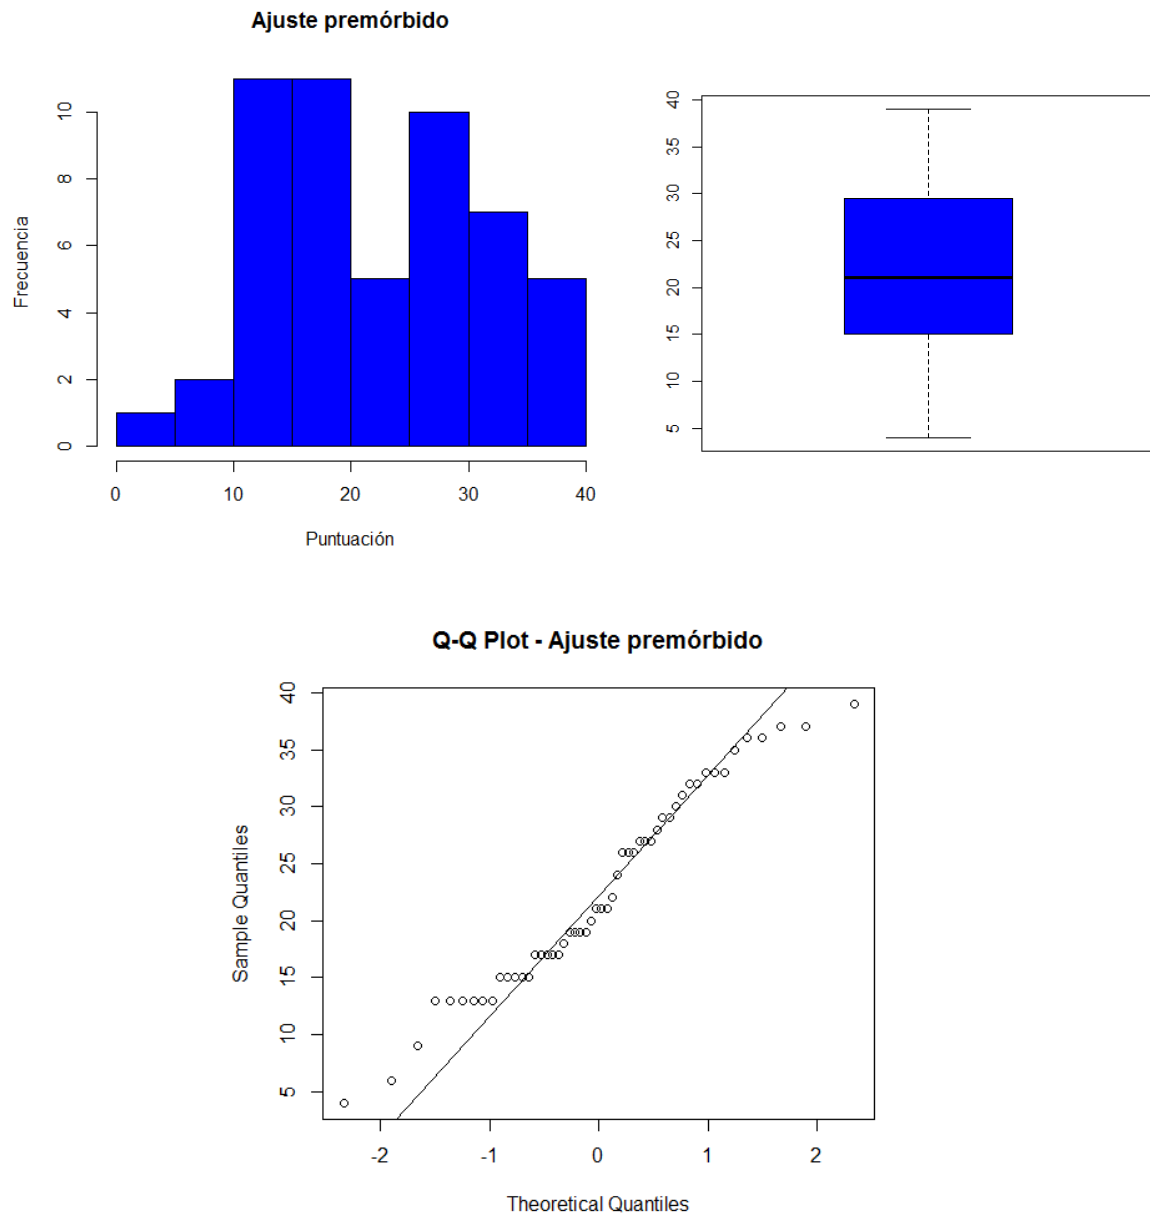 Ajuste premórbido
Frecuencia
10
8
6
4
2
0
0 10 20 30 40
Puntuación
40
35
30
25
20
15
10
5
Q-Q Plot - Ajuste premórbido
Sample Quantiles
40
35
30
25
20
15
10
5
-2 -1 0 1 2
Theoretical Quantiles